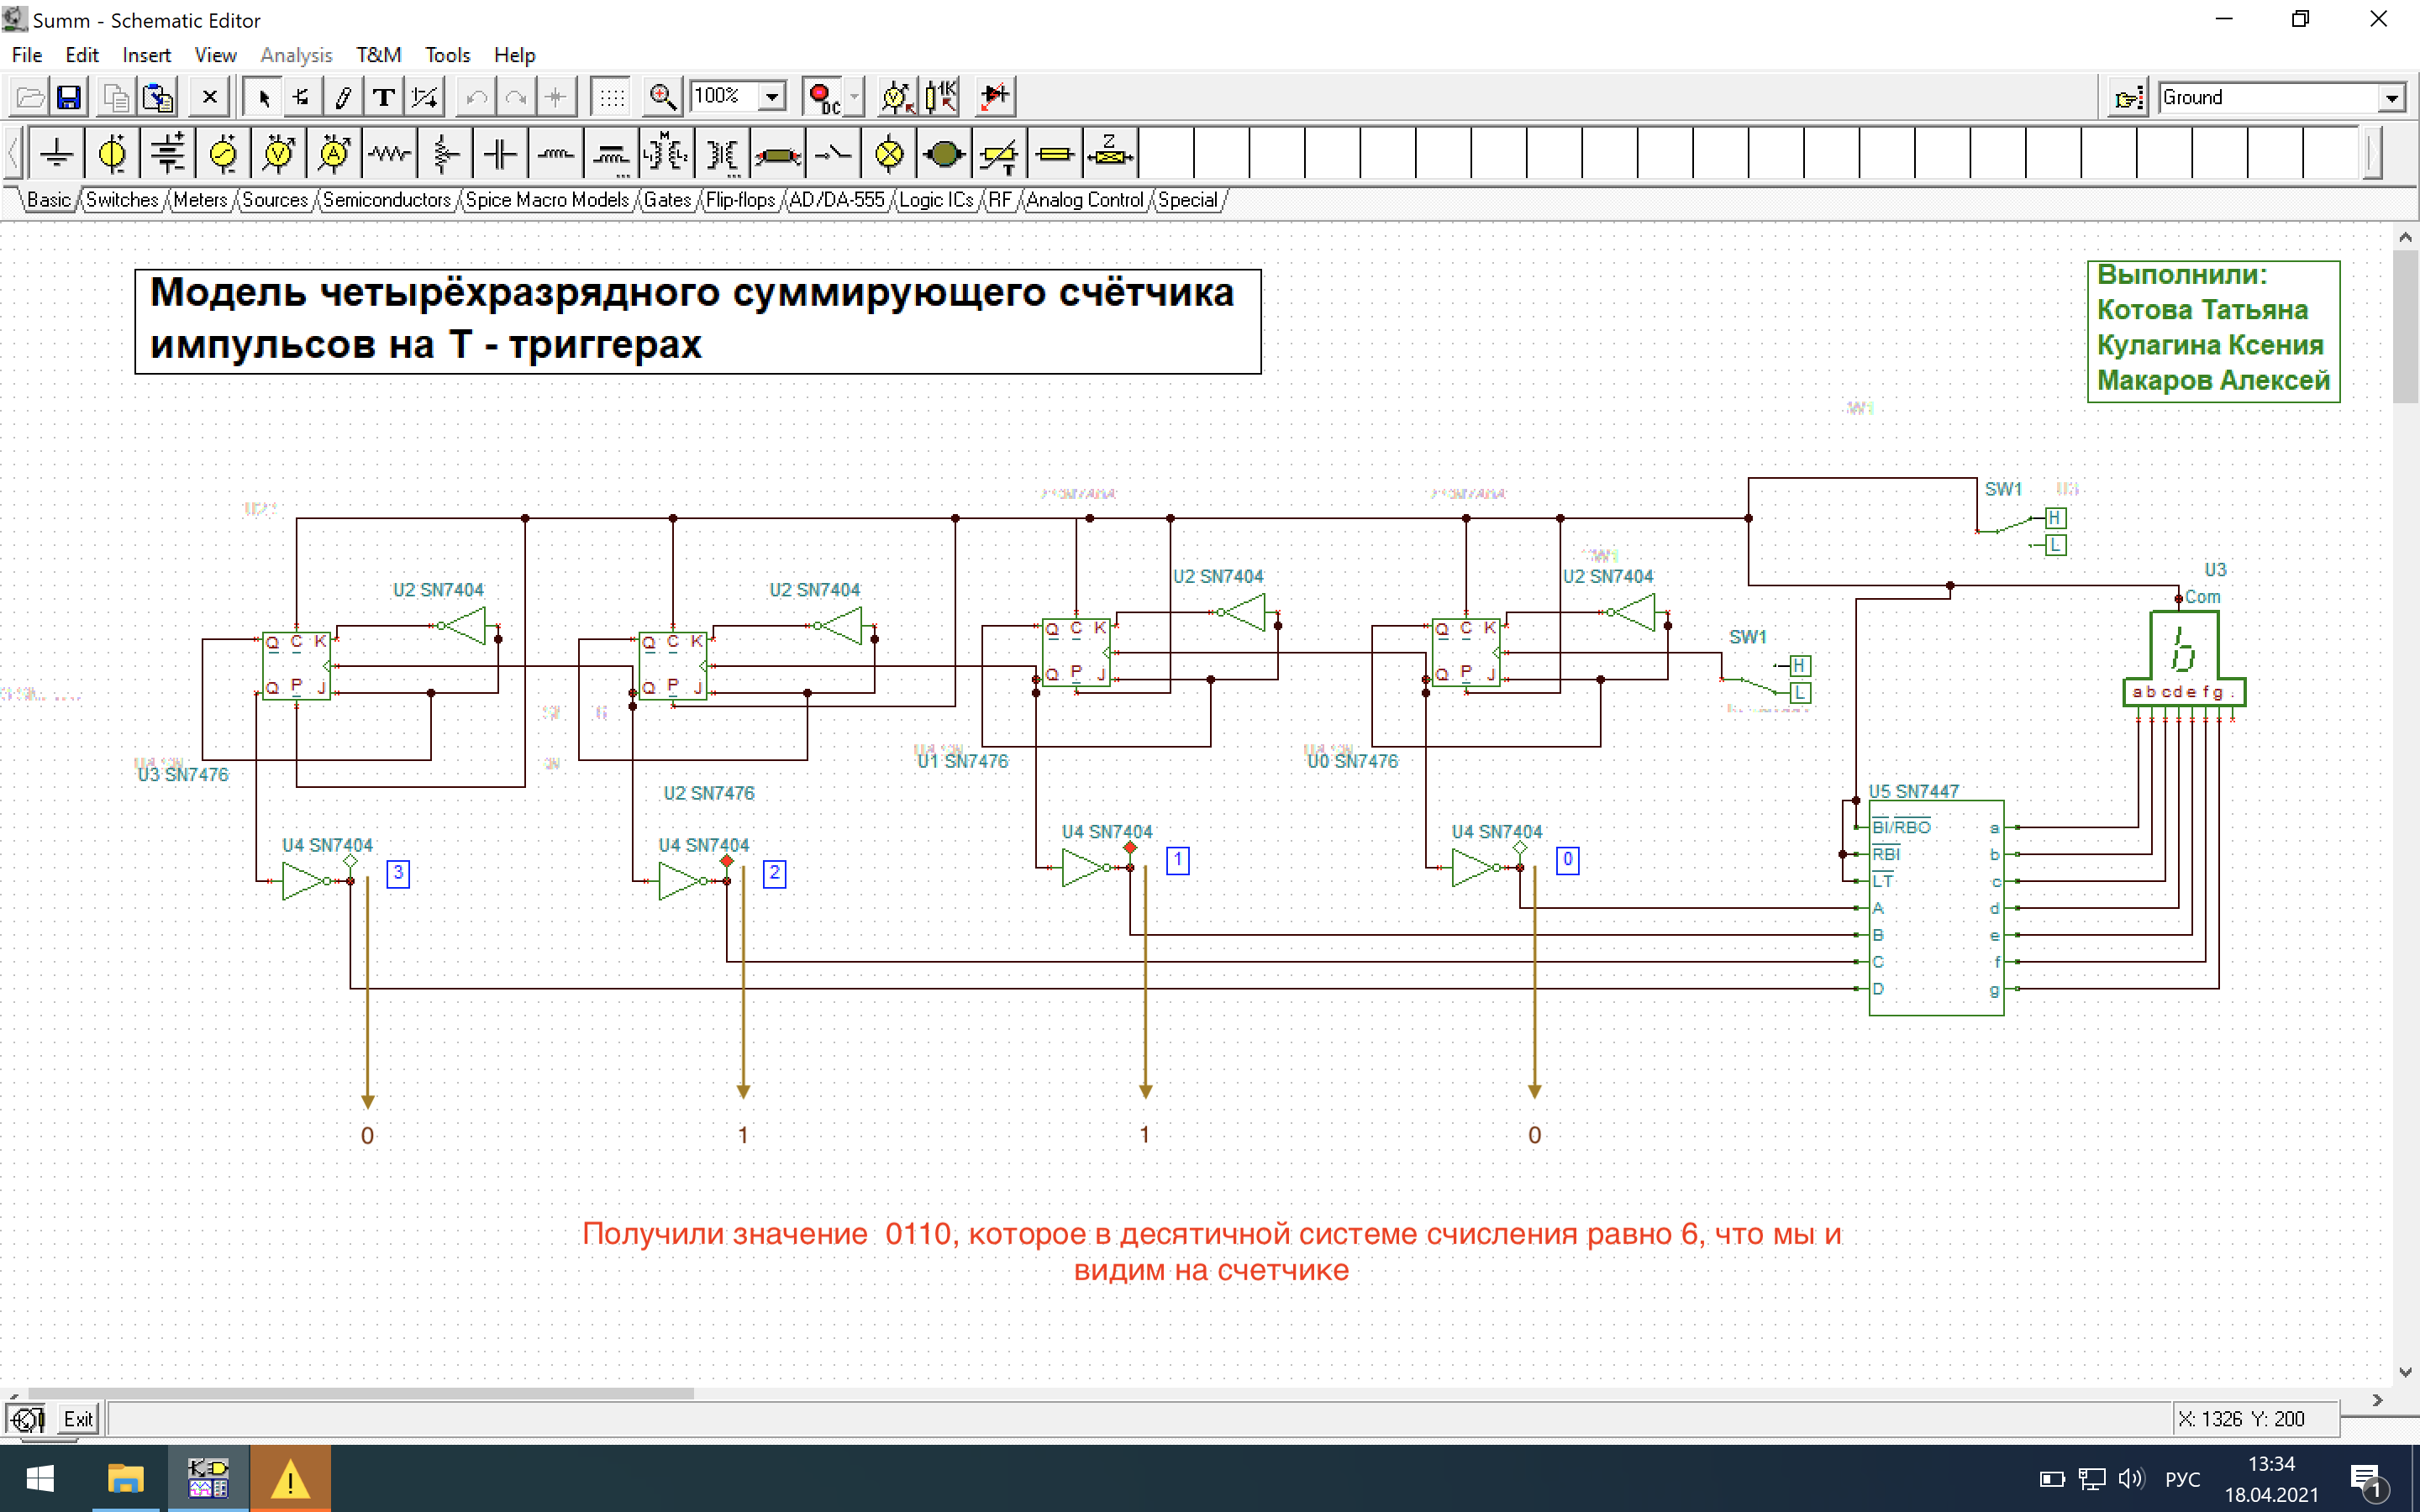 Summ - Schematic Editor
File Edit Insert View Analysis T&M Tools Help
100% DC 1K Ground
Basic Switches Meters Sources Semiconductors Spice Macro Models Gates Flip-flops AD/DA-555 Logic ICs RF Analog Control Special
Модель четырёхразрядного суммирующего счётчика
импульсов на Т - триггерах
Выполнили:
Котова Татьяна
Кулагина Ксения
Макаров Алексей
SW1
H
L
U2 SN7404 U2 SN7404 U2 SN7404 U2 SN7404
U3
Com
Q C K Q C K Q C K Q C K
Q P J Q P J Q P J Q P J
SW1
H
L
a b c d e f g .
U3 SN7476 U2 SN7476 U1 SN7476 U0 SN7476
U5 SN7447
U4 SN7404 U4 SN7404 U4 SN7404 U4 SN7404
3 2 1 0
BI/RBO a
RBI b
LT c
A d
B e
C f
D g
0 1 1 0
Получили значение 0110, которое в десятичной системе счисления равно 6, что мы и
видим на счетчике
Exit
X: 1326 Y: 200
РУС
13:34
18.04.2021
1